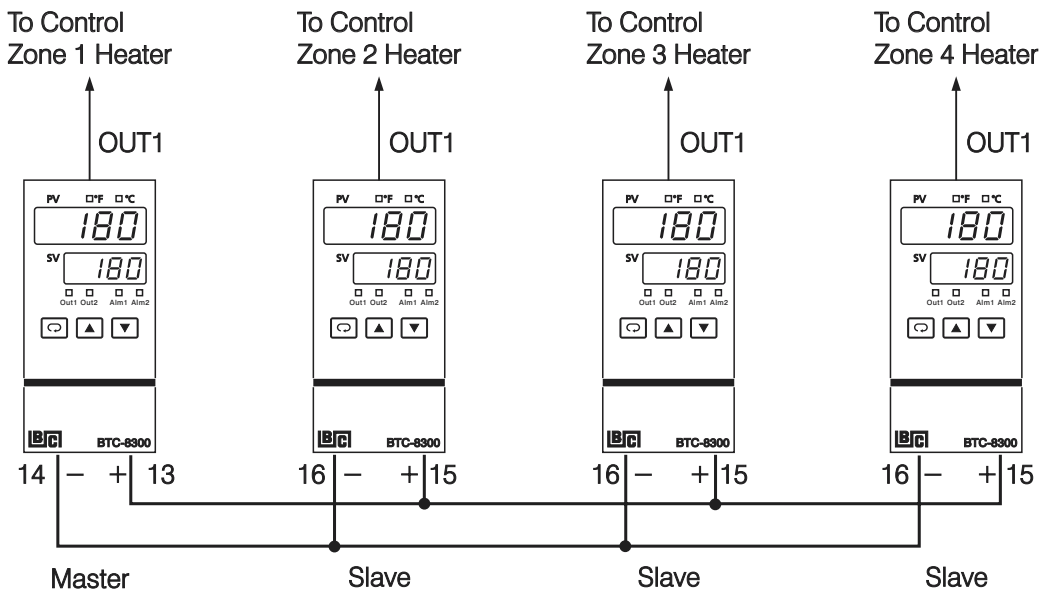 To Control To Control To Control To Control
Zone 1 Heater Zone 2 Heater Zone 3 Heater Zone 4 Heater
OUT1 OUT1 OUT1 OUT1
PV °F °C PV °F °C PV °F °C PV °F °C
180 180 180 180
SV 180 SV 180 SV 180 SV 180
Out1 Out2 Alm1 Alm2 Out1 Out2 Alm1 Alm2 Out1 Out2 Alm1 Alm2 Out1 Out2 Alm1 Alm2
BC BTC-8300 BC BTC-8300 BC BTC-8300 BC BTC-8300
14 − + 13 16 − + 15 16 − + 15 16 − + 15
Master Slave Slave Slave